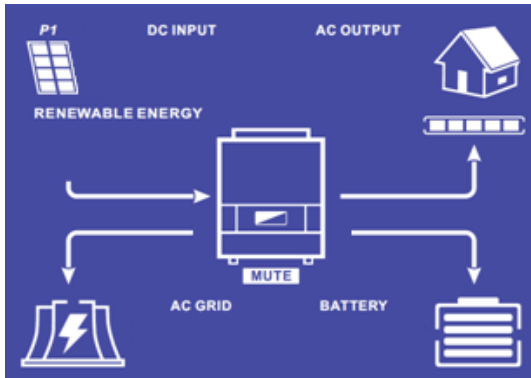 P1
DC INPUT
AC OUTPUT
RENEWABLE ENERGY
MUTE
AC GRID
BATTERY